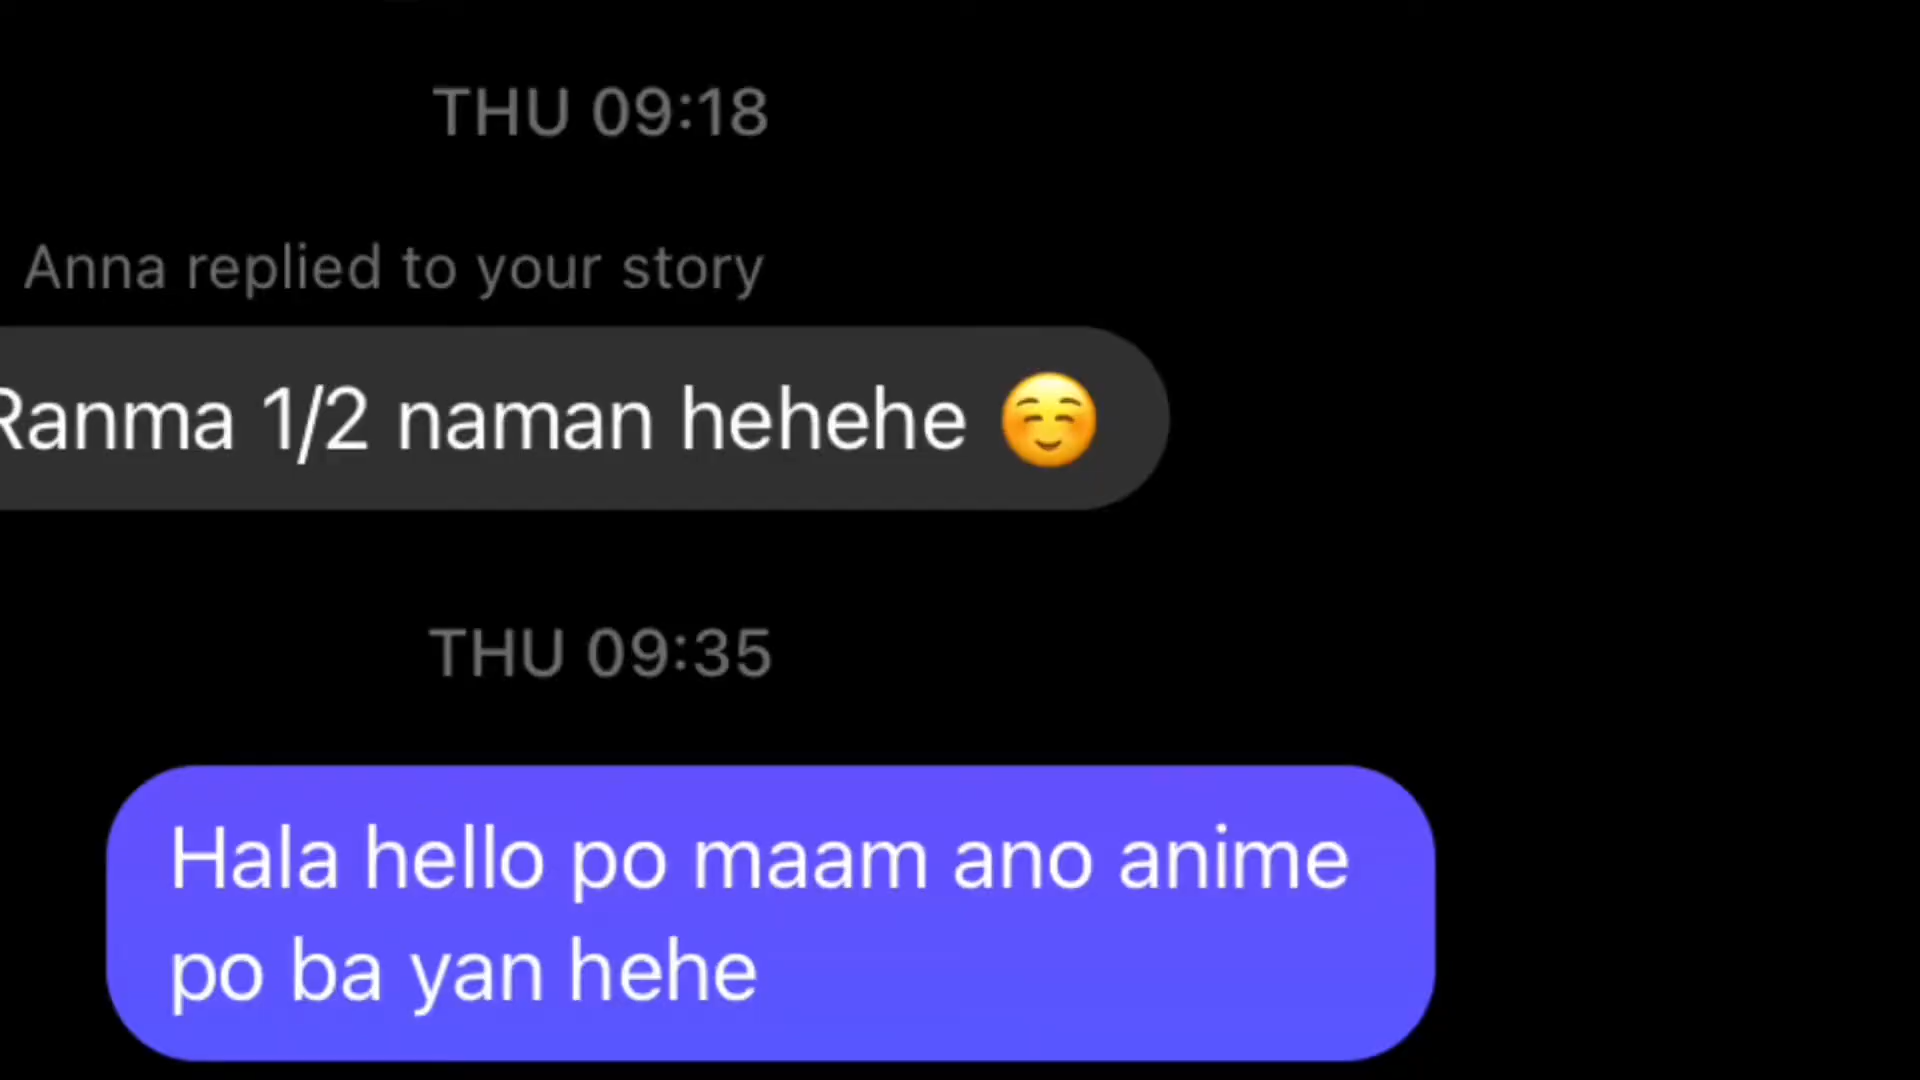 THU 09:18
Anna replied to your story
Ranma 1/2 naman hehehe ☺️
THU 09:35
Hala hello po maam ano anime
po ba yan hehe